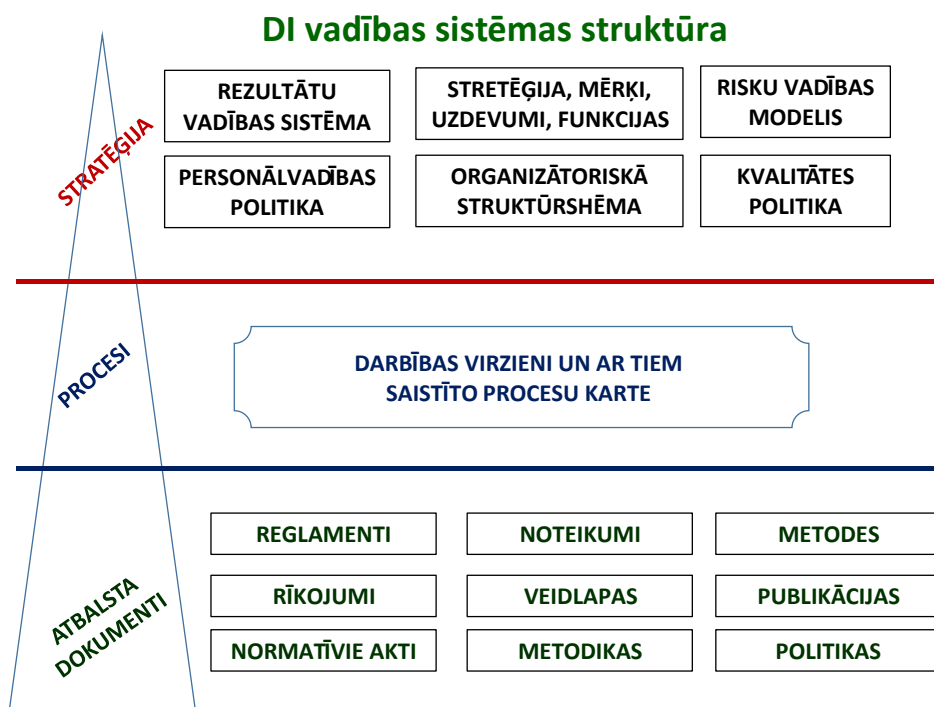 DI vadības sistēmas struktūra
REZULTĀTU
VADĪBAS SISTĒMA
STRETĒĢIJA, MĒRĶI,
UZDEVUMI, FUNKCIJAS
RISKU VADĪBAS
MODELIS
STRATĒĢIJA
PERSONĀLVADĪBAS
POLITIKA
ORGANIZĀTORISKĀ
STRUKTŪRSHĒMA
KVALITĀTES
POLITIKA
PROCESI
DARBĪBAS VIRZIENI UN AR TIEM
SAISTĪTO PROCESU KARTE
ATBALSTA
DOKUMENTI
REGLAMENTI
NOTEIKUMI
METODES
RĪKOJUMI
VEIDLAPAS
PUBLIKĀCIJAS
NORMATĪVIE AKTI
METODIKAS
POLITIKAS